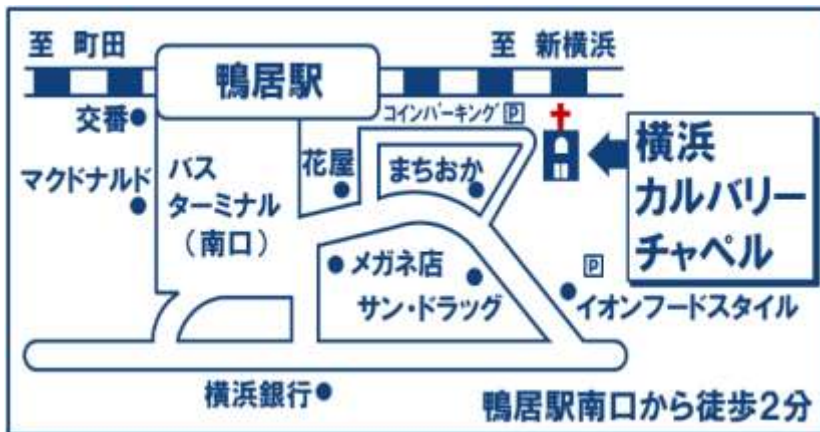 至 町田
至 新横浜
鴨居駅
交番
コインパーキング P
マクドナルド
バス
ターミナル
（南口）
花屋
まちおか
横浜
カルバリー
チャペル
メガネ店
P
サン・ドラッグ
イオンフードスタイル
横浜銀行
鴨居駅南口から徒歩2分